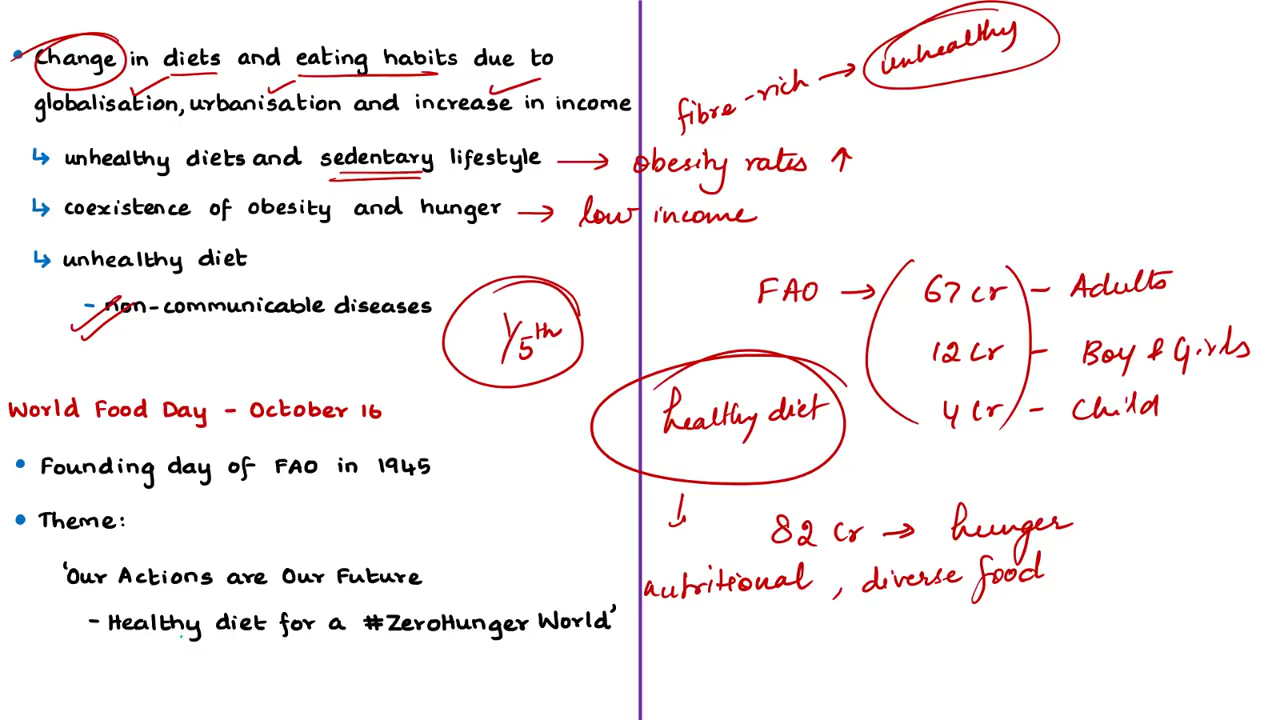 • Change in diets and eating habits due to
globalisation, urbanisation and increase in income
↳ unhealthy diets and sedentary lifestyle → obesity rates ↑
↳ coexistence of obesity and hunger → low income
↳ unhealthy diet
- non-communicable diseases
1/5th
World Food Day - October 16
• Founding day of FAO in 1945
• Theme:
'Our Actions are Our Future
- Healthy diet for a #ZeroHunger World'
fibre-rich → unhealthy
FAO → 67 Cr - Adults
12 Cr - Boy & Girls
4 Cr - Child
healthy diet
↓
82 Cr → hunger
nutritional, diverse food